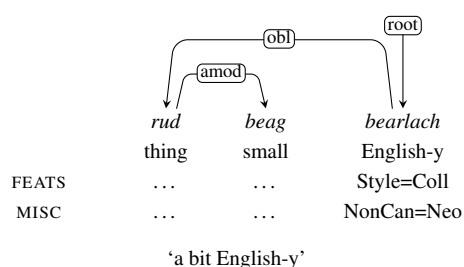 root
obl
amod
rud beag bearlach
thing small English-y
FEATS ... ... Style=Coll
MISC ... ... NonCan=Neo
‘a bit English-y’